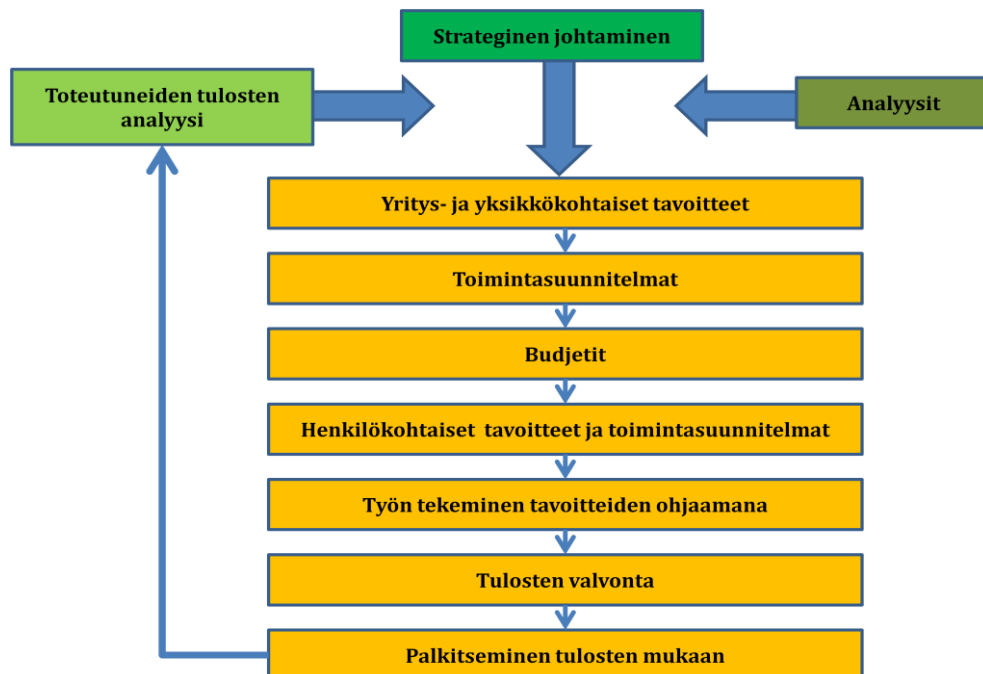 Strateginen johtaminen
Toteutuneiden tulosten
analyysi
Analyysit
Yritys- ja yksikkökohtaiset tavoitteet
Toimintasuunnitelmat
Budjetit
Henkilökohtaiset tavoitteet ja toimintasuunnitelmat
Työn tekeminen tavoitteiden ohjaamana
Tulosten valvonta
Palkitseminen tulosten mukaan